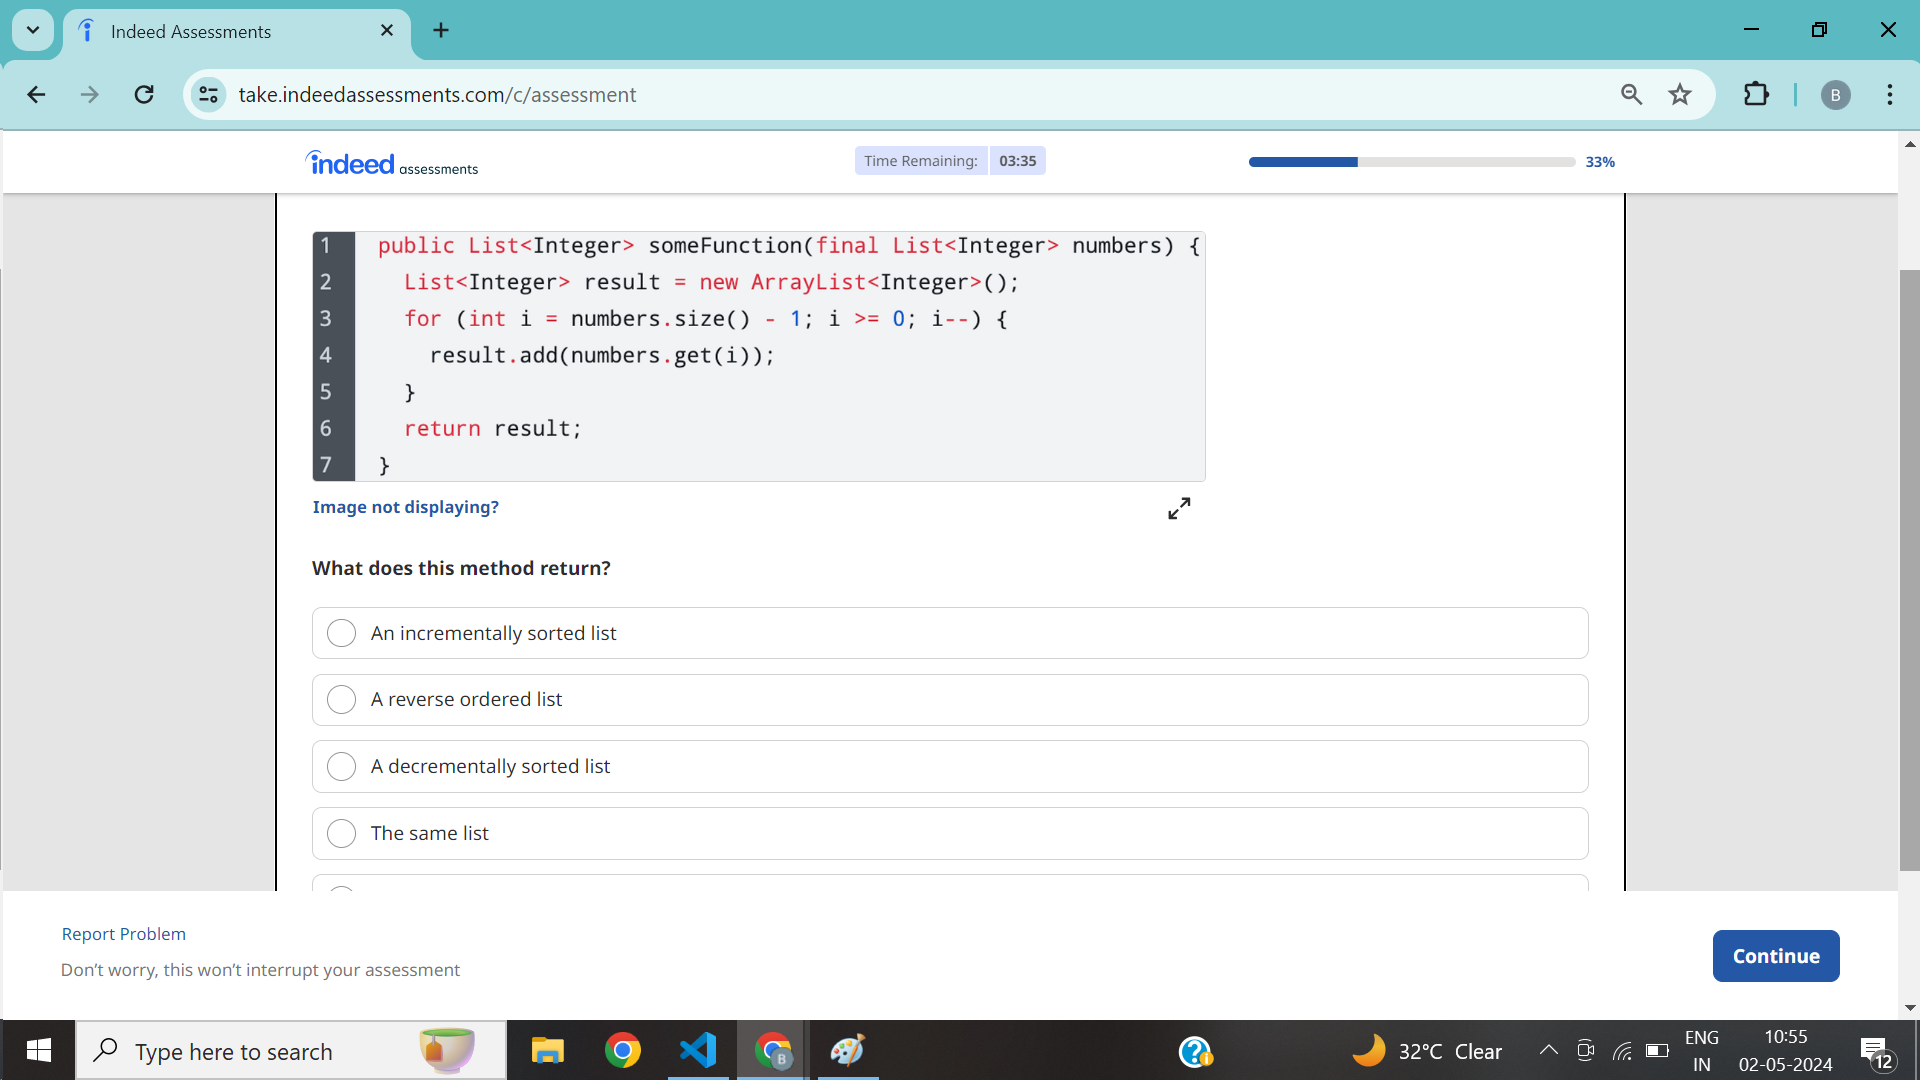 Indeed Assessments
take.indeedassessments.com/c/assessment
B
indeed assessments
Time Remaining: 03:35
33%
1 public List<Integer> someFunction(final List<Integer> numbers) {
2 List<Integer> result = new ArrayList<Integer>();
3 for (int i = numbers.size() - 1; i >= 0; i--) {
4 result.add(numbers.get(i));
5 }
6 return result;
7 }
Image not displaying?
What does this method return?
An incrementally sorted list
A reverse ordered list
A decrementally sorted list
The same list
Report Problem
Don't worry, this won't interrupt your assessment
Continue
Type here to search
B
32°C Clear
ENG
IN
10:55
02-05-2024
12